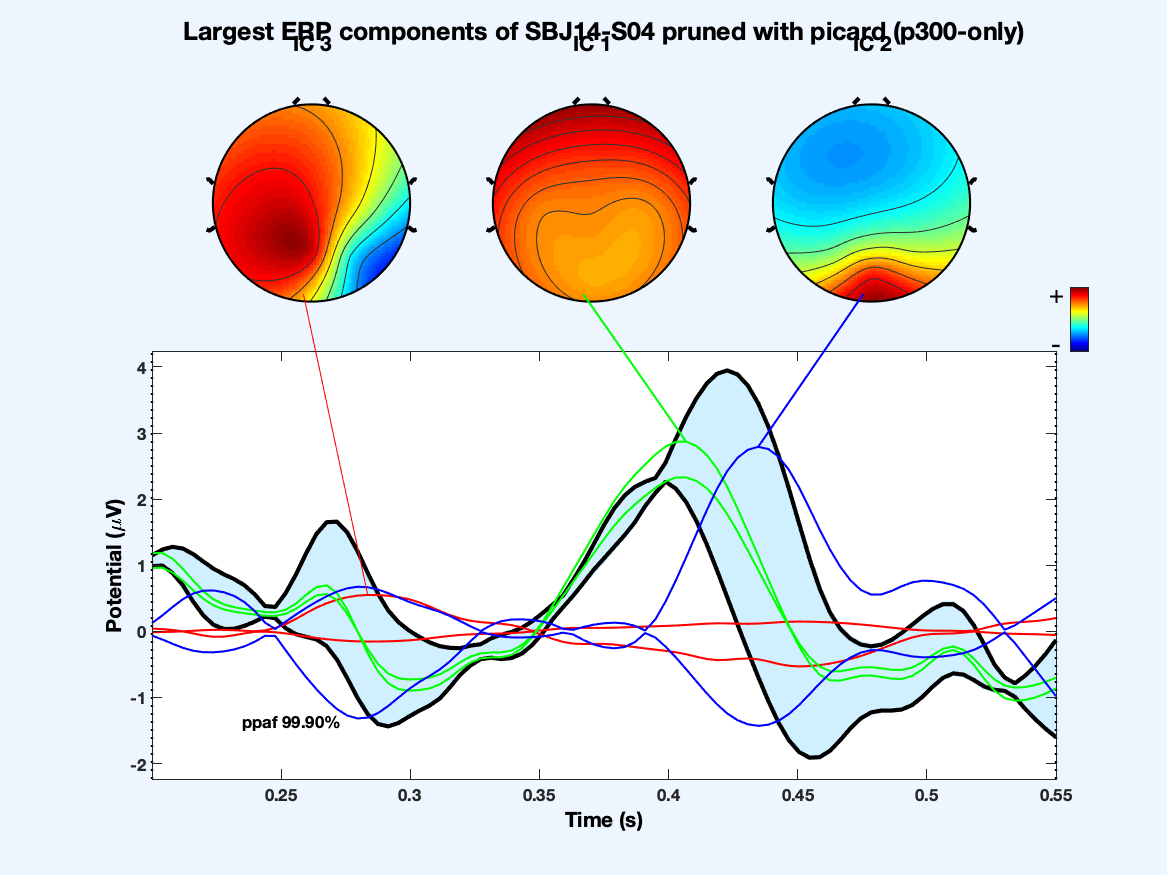 Largest ERP components of SBJ14-S04 pruned with picard (p300-only)
IC 3
IC 1
IC 2
+
-
4
3
2
1
0
-1
-2
Potential (μV)
ppaf 99.90%
0.25
0.3
0.35
0.4
0.45
0.5
0.55
Time (s)